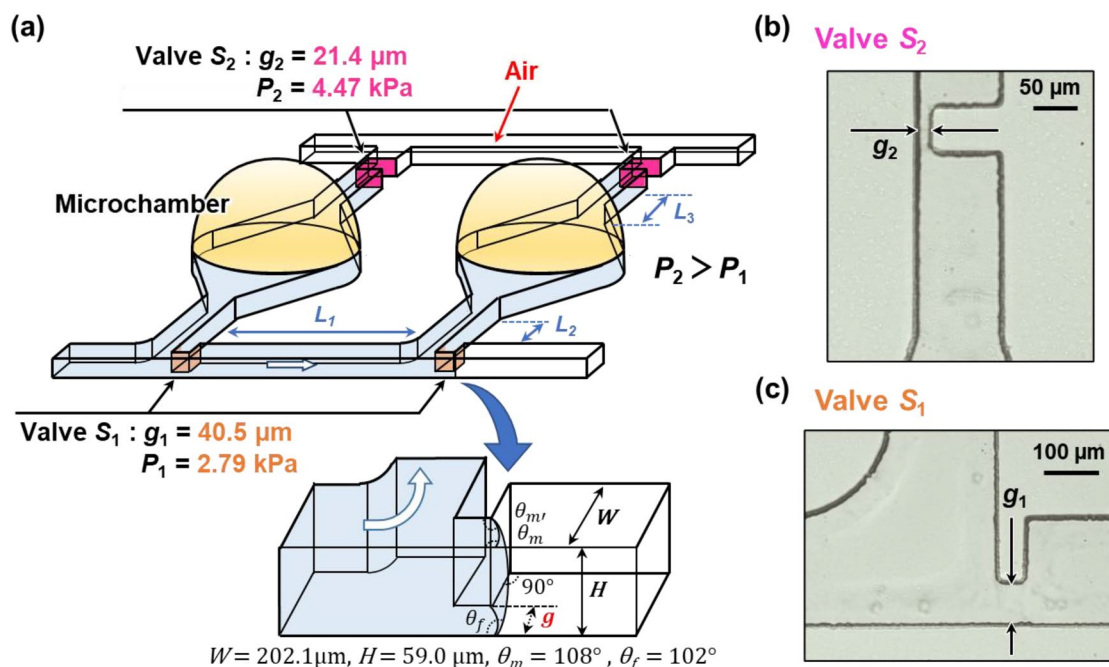 (a)
Valve S₂ : g₂ = 21.4 μm
P₂ = 4.47 kPa
Air
Microchamber
L₃
P₂ > P₁
L₁
L₂
Valve S₁ : g₁ = 40.5 μm
P₁ = 2.79 kPa
θₘ′
θₘ
W
90°
H
θf
g
W = 202.1μm, H = 59.0 μm, θₘ = 108° , θf = 102°
(b) Valve S₂
50 μm
g₂
(c) Valve S₁
100 μm
g₁